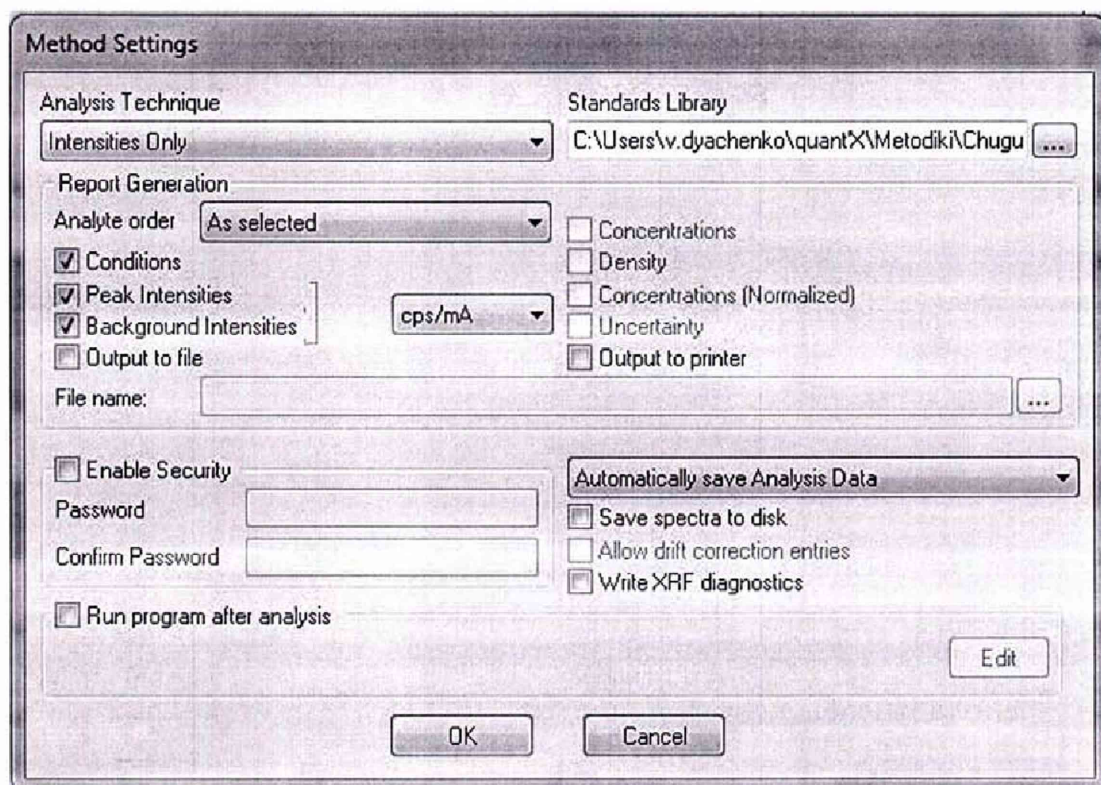 Method Settings
Analysis Technique
Intensities Only
Standards Library
C:\Users\v.dyachenko\quant'X\Metodiki\Chugu
...
Report Generation
Analyte order
As selected
Conditions
Peak Intensities
Background Intensities
cps/mA
Output to file
Concentrations
Density
Concentrations (Normalized)
Uncertainty
Output to printer
File name:
...
Enable Security
Password
Confirm Password
Run program after analysis
Automatically save Analysis Data
Save spectra to disk
Allow drift correction entries
Write XRF diagnostics
Edit
OK
Cancel